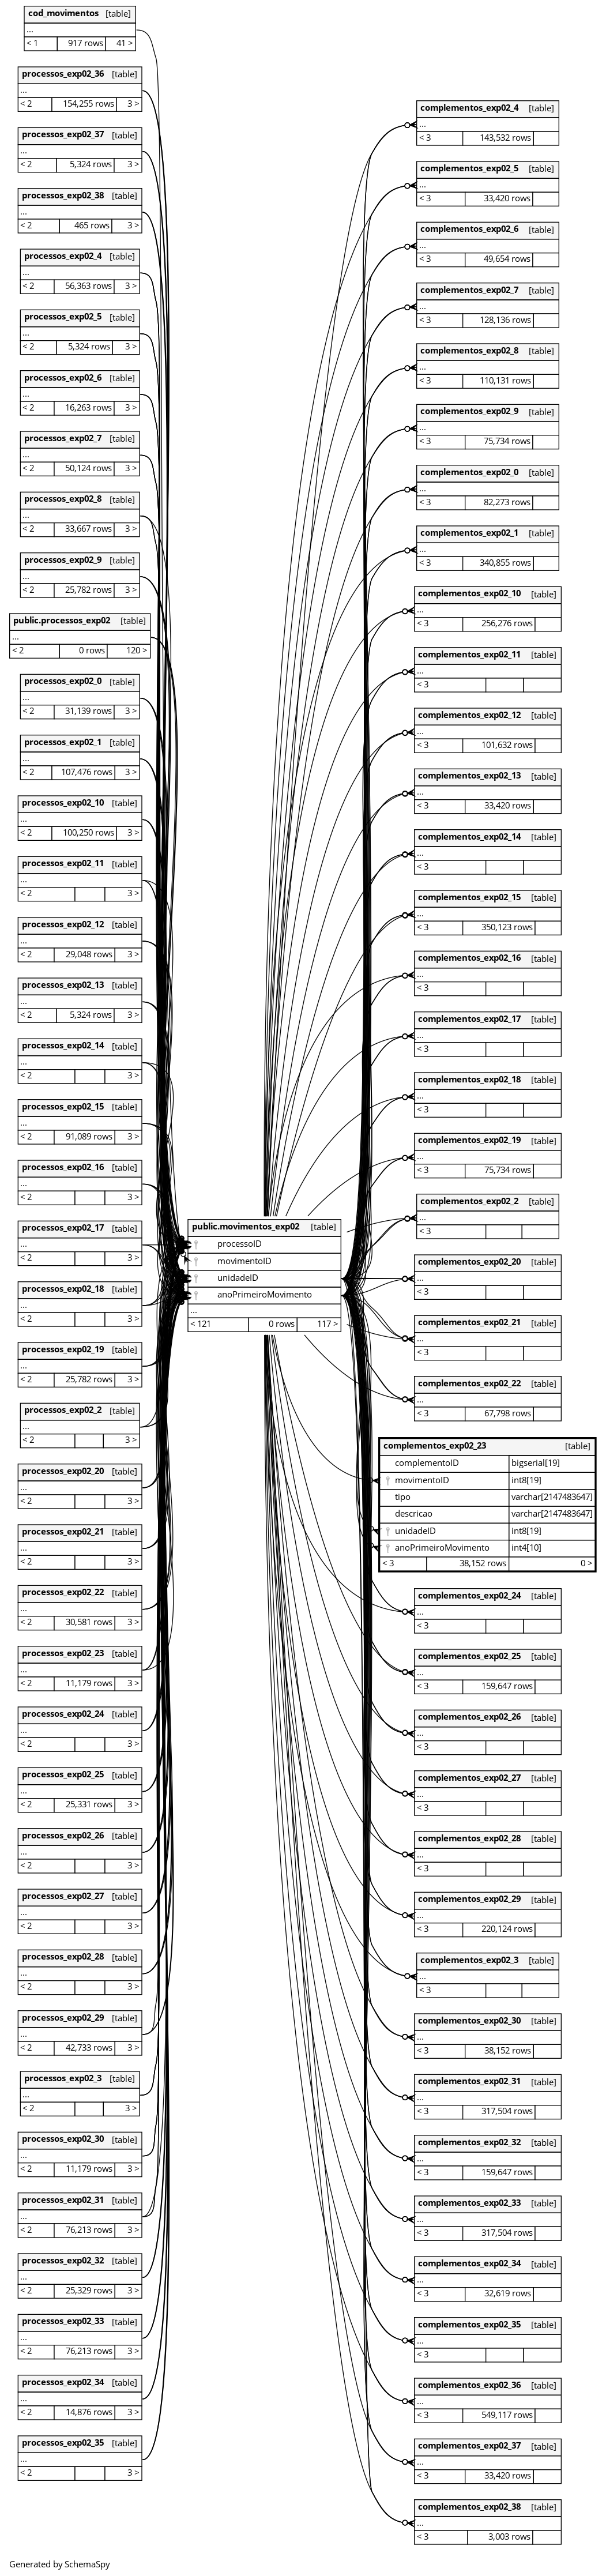 cod_movimentos [table]
...
< 1 917 rows 41 >
processos_exp02_36 [table]
...
< 2 154,255 rows 3 >
processos_exp02_37 [table]
...
< 2 5,324 rows 3 >
processos_exp02_38 [table]
...
< 2 465 rows 3 >
processos_exp02_4 [table]
...
< 2 56,363 rows 3 >
processos_exp02_5 [table]
...
< 2 5,324 rows 3 >
processos_exp02_6 [table]
...
< 2 16,263 rows 3 >
processos_exp02_7 [table]
...
< 2 50,124 rows 3 >
processos_exp02_8 [table]
...
< 2 33,667 rows 3 >
processos_exp02_9 [table]
...
< 2 25,782 rows 3 >
public.processos_exp02 [table]
...
< 2 0 rows 120 >
processos_exp02_0 [table]
...
< 2 31,139 rows 3 >
processos_exp02_1 [table]
...
< 2 107,476 rows 3 >
processos_exp02_10 [table]
...
< 2 100,250 rows 3 >
processos_exp02_11 [table]
...
< 2 3 >
processos_exp02_12 [table]
...
< 2 29,048 rows 3 >
processos_exp02_13 [table]
...
< 2 5,324 rows 3 >
processos_exp02_14 [table]
...
< 2 3 >
processos_exp02_15 [table]
...
< 2 91,089 rows 3 >
processos_exp02_16 [table]
...
< 2 3 >
processos_exp02_17 [table]
...
< 2 3 >
processos_exp02_18 [table]
...
< 2 3 >
processos_exp02_19 [table]
...
< 2 25,782 rows 3 >
processos_exp02_2 [table]
...
< 2 3 >
processos_exp02_20 [table]
...
< 2 3 >
processos_exp02_21 [table]
...
< 2 3 >
processos_exp02_22 [table]
...
< 2 30,581 rows 3 >
processos_exp02_23 [table]
...
< 2 11,179 rows 3 >
processos_exp02_24 [table]
...
< 2 3 >
processos_exp02_25 [table]
...
< 2 25,331 rows 3 >
processos_exp02_26 [table]
...
< 2 3 >
processos_exp02_27 [table]
...
< 2 3 >
processos_exp02_28 [table]
...
< 2 3 >
processos_exp02_29 [table]
...
< 2 42,733 rows 3 >
processos_exp02_3 [table]
...
< 2 3 >
processos_exp02_30 [table]
...
< 2 11,179 rows 3 >
processos_exp02_31 [table]
...
< 2 76,213 rows 3 >
processos_exp02_32 [table]
...
< 2 25,329 rows 3 >
processos_exp02_33 [table]
...
< 2 76,213 rows 3 >
processos_exp02_34 [table]
...
< 2 14,876 rows 3 >
processos_exp02_35 [table]
...
< 2 3 >
public.movimentos_exp02 [table]
processoID
movimentoID
unidadeID
anoPrimeiroMovimento
...
< 121 0 rows 117 >
complementos_exp02_4 [table]
...
< 3 143,532 rows
complementos_exp02_5 [table]
...
< 3 33,420 rows
complementos_exp02_6 [table]
...
< 3 49,654 rows
complementos_exp02_7 [table]
...
< 3 128,136 rows
complementos_exp02_8 [table]
...
< 3 110,131 rows
complementos_exp02_9 [table]
...
< 3 75,734 rows
complementos_exp02_0 [table]
...
< 3 82,273 rows
complementos_exp02_1 [table]
...
< 3 340,855 rows
complementos_exp02_10 [table]
...
< 3 256,276 rows
complementos_exp02_11 [table]
...
< 3
complementos_exp02_12 [table]
...
< 3 101,632 rows
complementos_exp02_13 [table]
...
< 3 33,420 rows
complementos_exp02_14 [table]
...
< 3
complementos_exp02_15 [table]
...
< 3 350,123 rows
complementos_exp02_16 [table]
...
< 3
complementos_exp02_17 [table]
...
< 3
complementos_exp02_18 [table]
...
< 3
complementos_exp02_19 [table]
...
< 3 75,734 rows
complementos_exp02_2 [table]
...
< 3
complementos_exp02_20 [table]
...
< 3
complementos_exp02_21 [table]
...
< 3
complementos_exp02_22 [table]
...
< 3 67,798 rows
complementos_exp02_23 [table]
complementoID bigserial[19]
movimentoID int8[19]
tipo varchar[2147483647]
descricao varchar[2147483647]
unidadeID int8[19]
anoPrimeiroMovimento int4[10]
< 3 38,152 rows 0 >
complementos_exp02_24 [table]
...
< 3
complementos_exp02_25 [table]
...
< 3 159,647 rows
complementos_exp02_26 [table]
...
< 3
complementos_exp02_27 [table]
...
< 3
complementos_exp02_28 [table]
...
< 3
complementos_exp02_29 [table]
...
< 3 220,124 rows
complementos_exp02_3 [table]
...
< 3
complementos_exp02_30 [table]
...
< 3 38,152 rows
complementos_exp02_31 [table]
...
< 3 317,504 rows
complementos_exp02_32 [table]
...
< 3 159,647 rows
complementos_exp02_33 [table]
...
< 3 317,504 rows
complementos_exp02_34 [table]
...
< 3 32,619 rows
complementos_exp02_35 [table]
...
< 3
complementos_exp02_36 [table]
...
< 3 549,117 rows
complementos_exp02_37 [table]
...
< 3 33,420 rows
complementos_exp02_38 [table]
...
< 3 3,003 rows
Generated by SchemaSpy